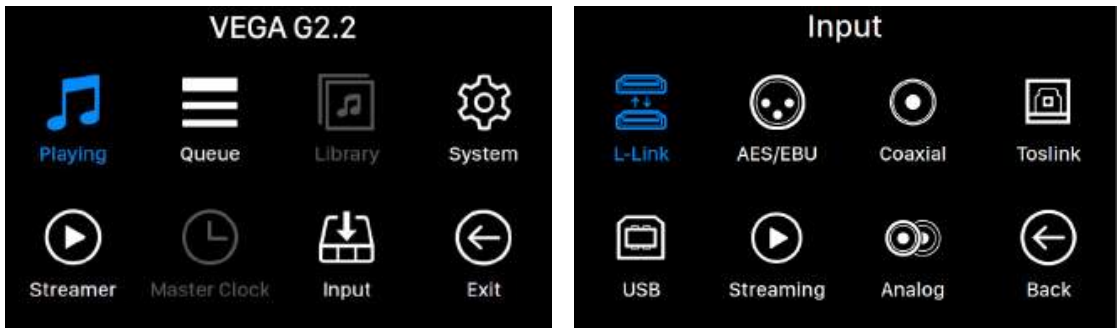 VEGA G2.2
Playing Queue Library System
Streamer Master Clock Input Exit
Input
L-Link AES/EBU Coaxial Toslink
USB Streaming Analog Back